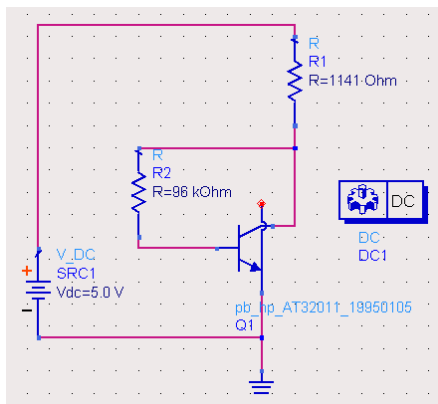 R
R1
R=1141 Ohm
R
R2
R=96 kOhm
DC
DC
DC1
V_DC
SRC1
Vdc=5.0 V
+
-
pb_hp_AT32011_19950105
Q1